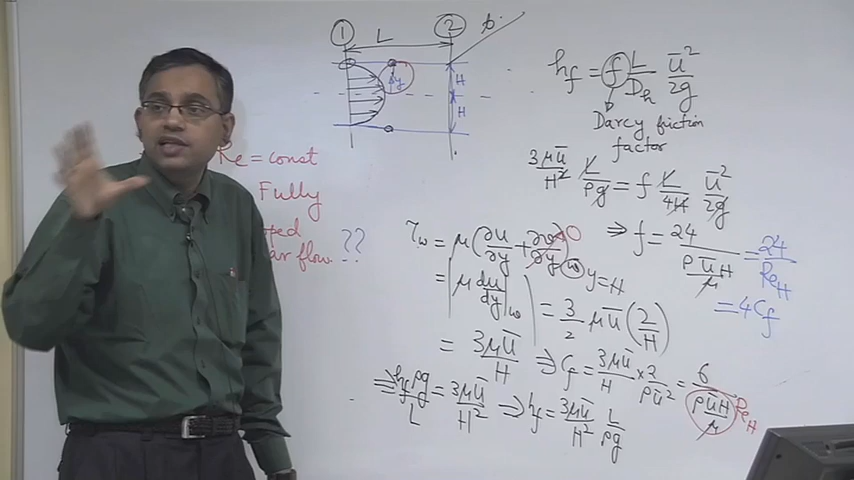 ① L ② p.
Δy H
H
Re = const
Fully
??
h_f = f L/D_h ū²/2g
Darcy friction
factor
3μū/H² L/ρg = f L/4H ū²/2g
⇒ f = 24/(ρūH/μ) = 24/Re_H
= 4C_f
τ_w = μ(∂u/∂y + ∂v/∂y → 0)
= |μ du/dy|_w y=H
= 3/2 μū (2/H)
= 3μū/H ⇒ C_f = 3μū/H × 2/ρū² = 6/(ρūH/μ) Re_H
⇒ h_f ρg/L = 3μū/H² ⇒ h_f = 3μū/H² L/ρg